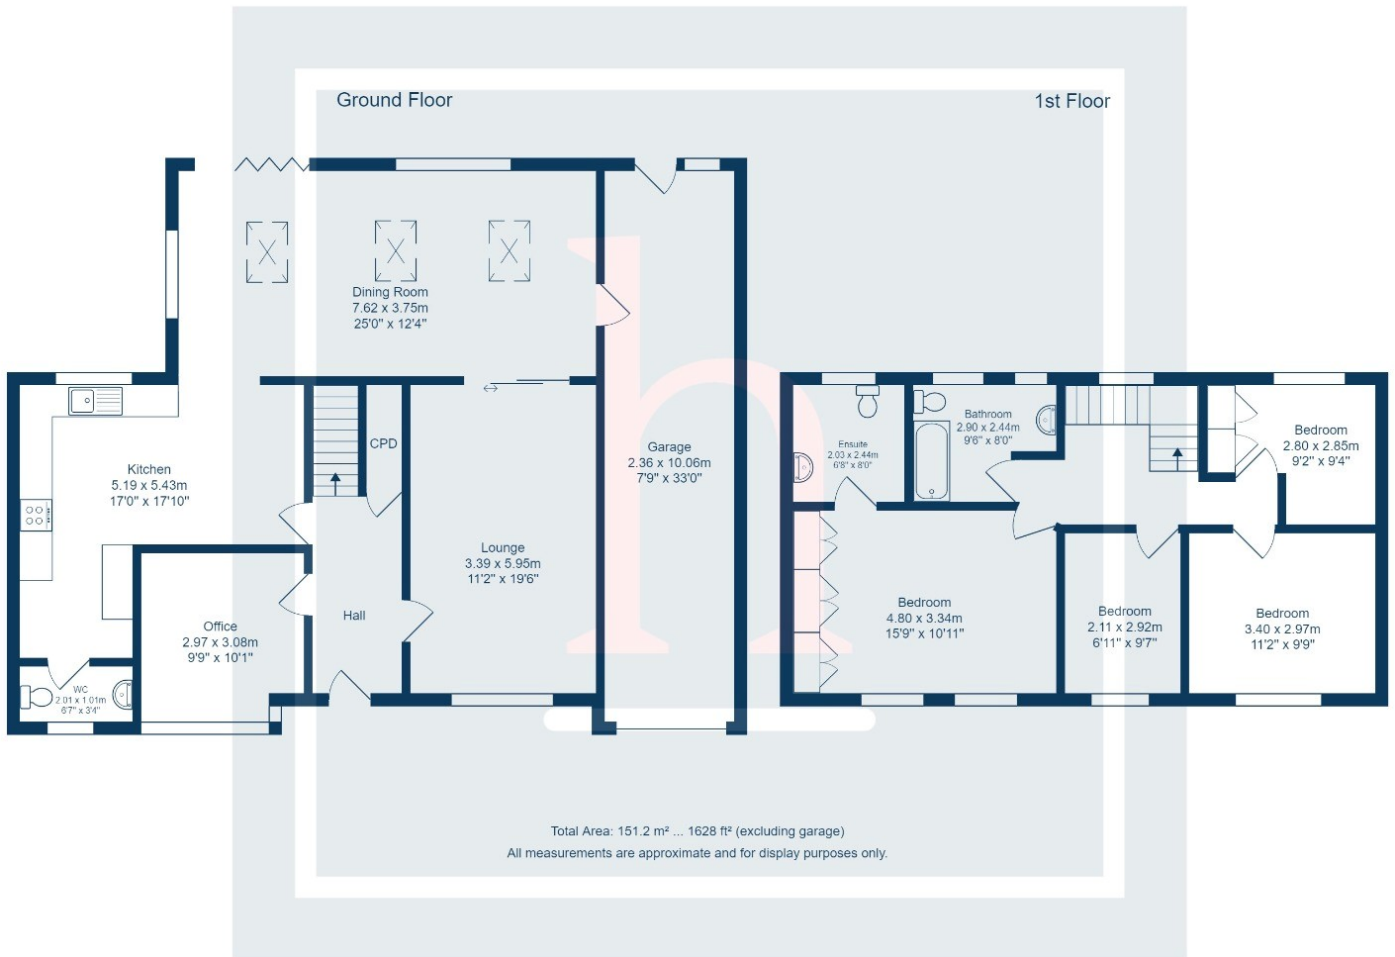 Ground Floor
1st Floor
Dining Room
7.62 x 3.75m
25'0" x 12'4"
Kitchen
5.19 x 5.43m
17'0" x 17'10"
CPD
Lounge
3.39 x 5.95m
11'2" x 19'6"
Garage
2.36 x 10.06m
7'9" x 33'0"
Hall
Office
2.97 x 3.08m
9'9" x 10'1"
WC
2.01 x 1.01m
6'7" x 3'4"
Ensuite
2.03 x 2.44m
6'8" x 8'0"
Bathroom
2.90 x 2.44m
9'6" x 8'0"
Bedroom
2.80 x 2.85m
9'2" x 9'4"
Bedroom
4.80 x 3.34m
15'9" x 10'11"
Bedroom
2.11 x 2.92m
6'11" x 9'7"
Bedroom
3.40 x 2.97m
11'2" x 9'9"
h
Total Area: 151.2 m² ... 1628 ft² (excluding garage)
All measurements are approximate and for display purposes only.